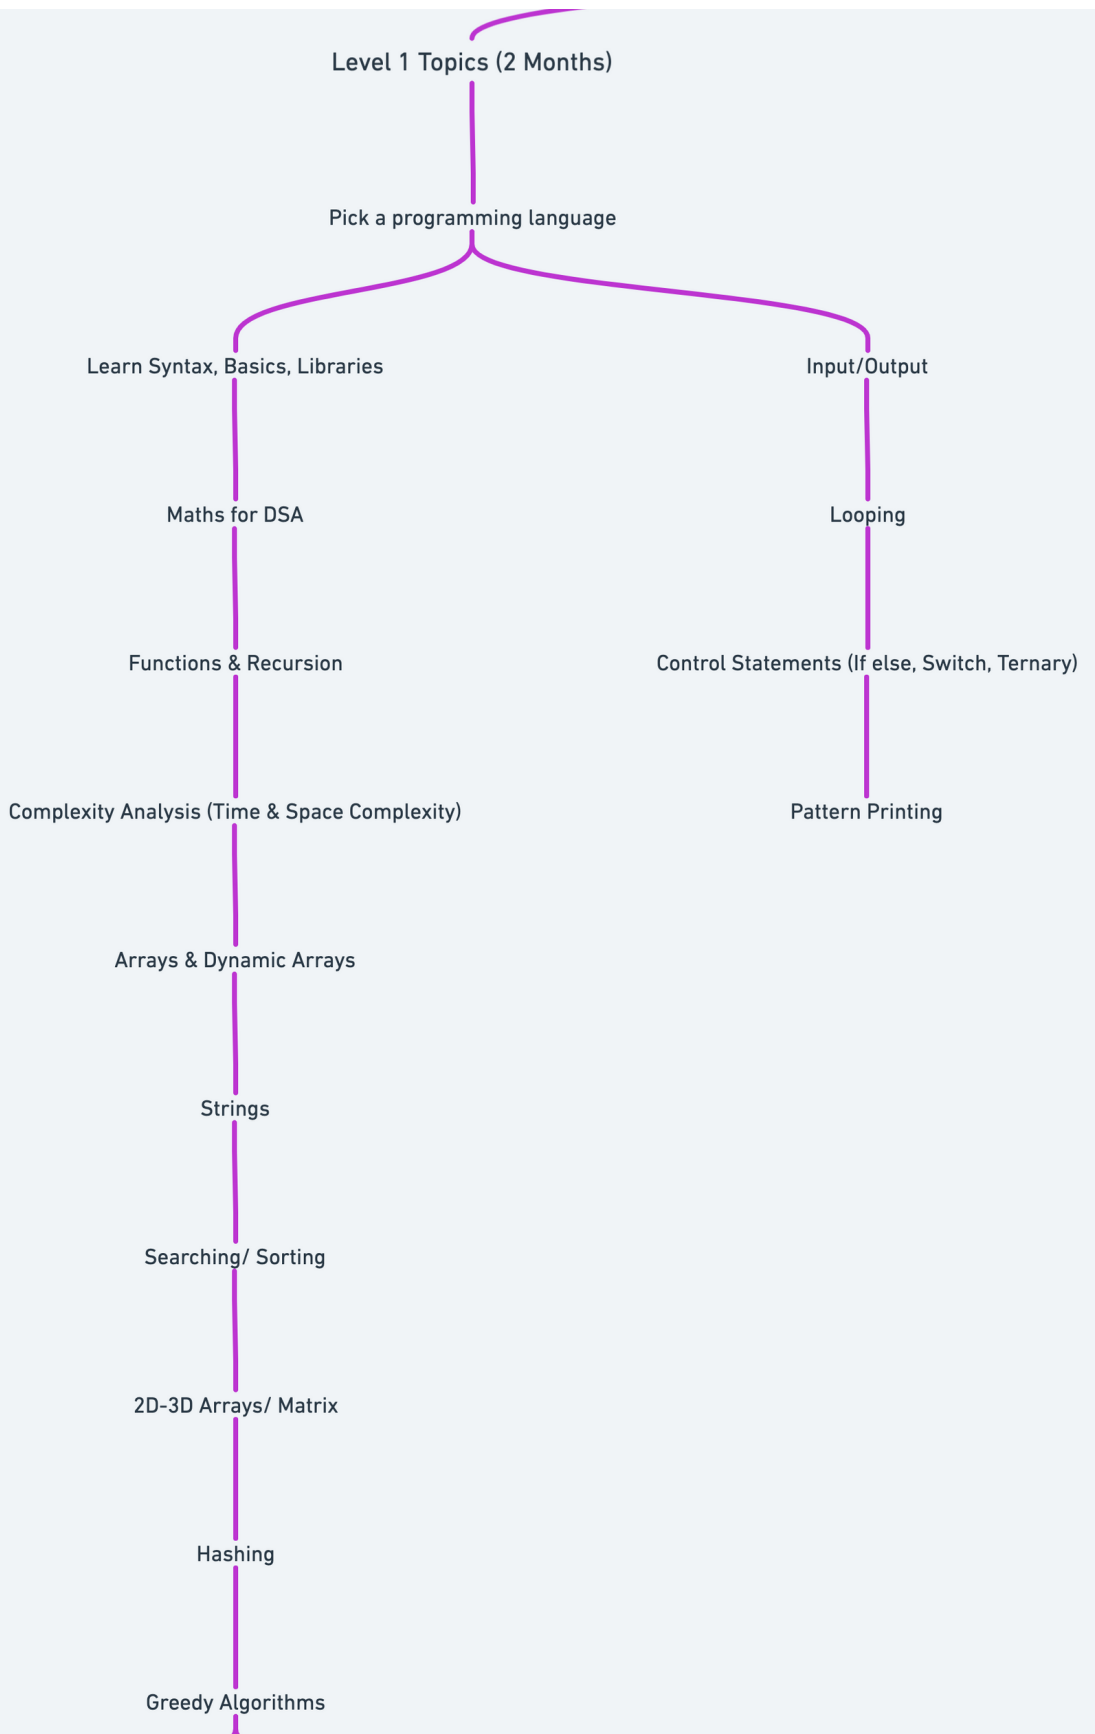 Level 1 Topics (2 Months)
Pick a programming language
Learn Syntax, Basics, Libraries
Input/Output
Maths for DSA
Looping
Functions & Recursion
Control Statements (If else, Switch, Ternary)
Complexity Analysis (Time & Space Complexity)
Pattern Printing
Arrays & Dynamic Arrays
Strings
Searching/ Sorting
2D-3D Arrays/ Matrix
Hashing
Greedy Algorithms